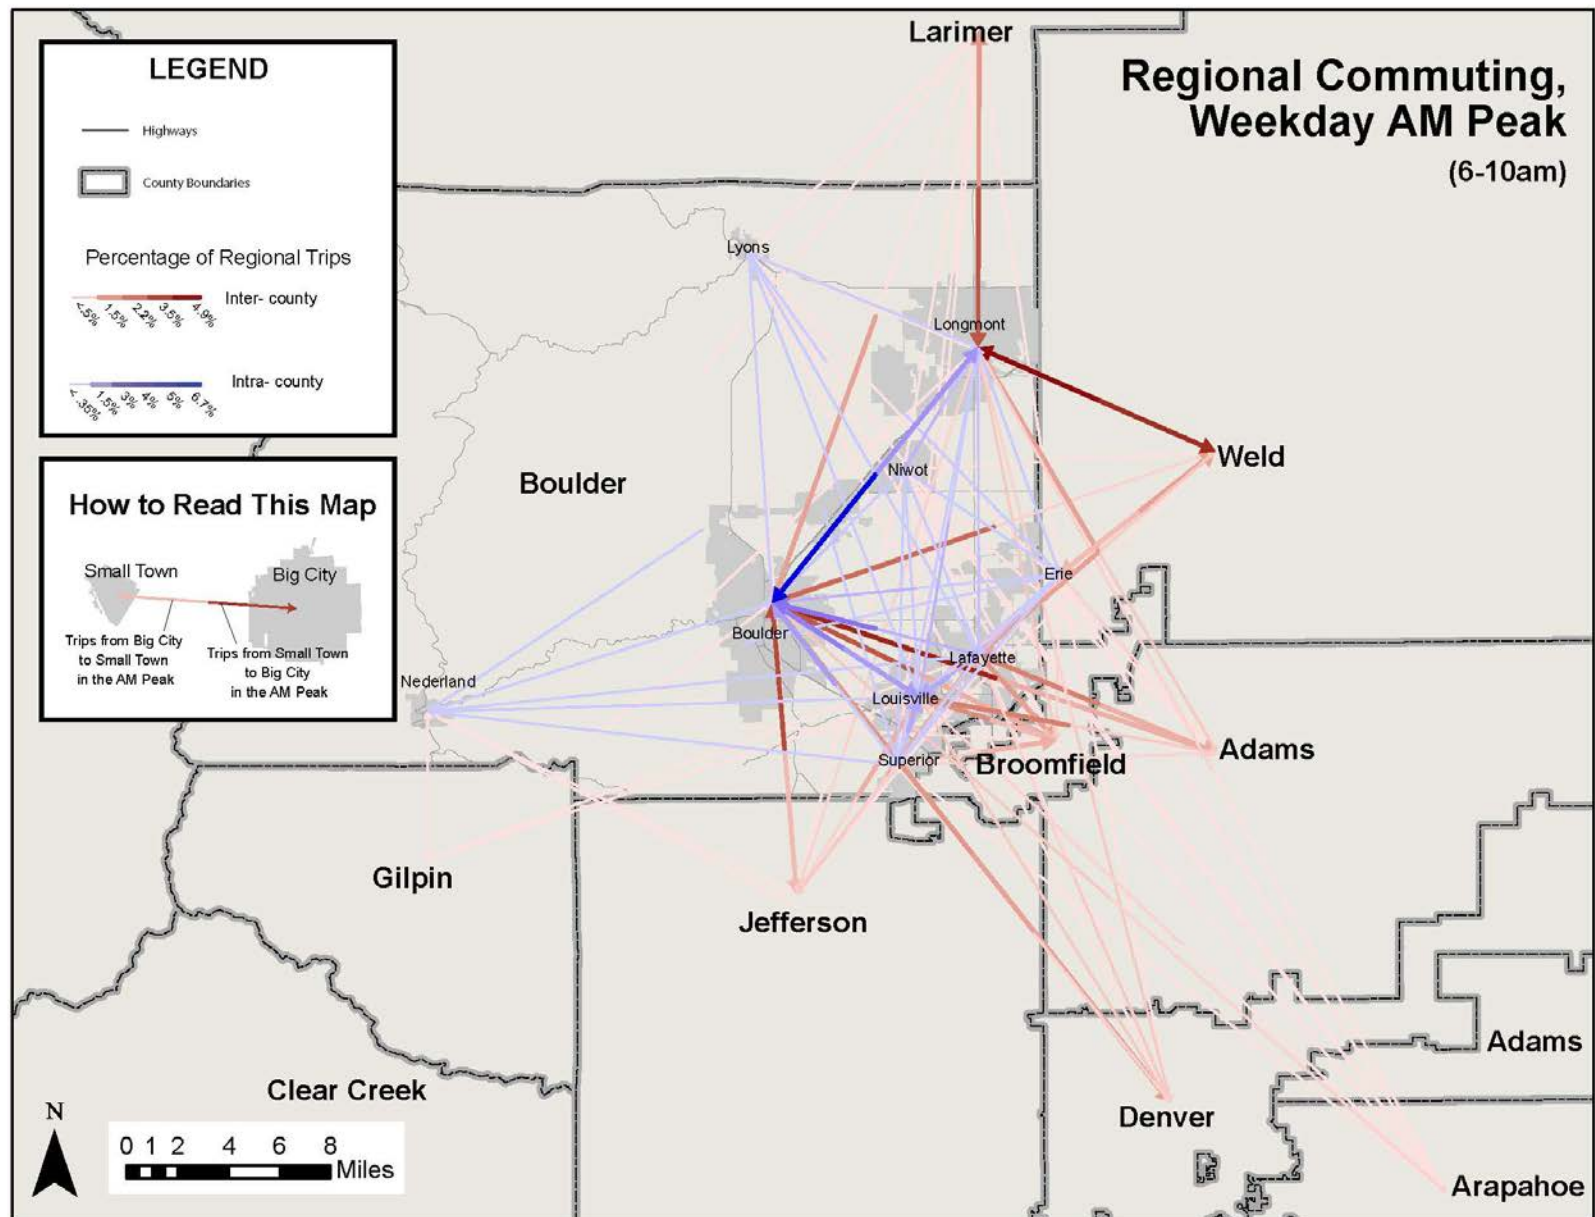 Regional Commuting,
Weekday AM Peak
(6-10am)
LEGEND
Highways
County Boundaries
Percentage of Regional Trips
Inter- county
<.5%
1.5%
2.2%
3.5%
4.9%
Intra- county
< .35%
1.5%
3%
4%
5%
6.7%
How to Read This Map
Small Town
Big City
Trips from Big City
to Small Town
in the AM Peak
Trips from Small Town
to Big City
in the AM Peak
Larimer
Lyons
Longmont
Weld
Boulder
Niwot
Erie
Boulder
Lafayette
Nederland
Louisville
Superior
Broomfield
Adams
Gilpin
Jefferson
Adams
Clear Creek
Denver
Arapahoe
N
0 1 2 4 6 8
Miles